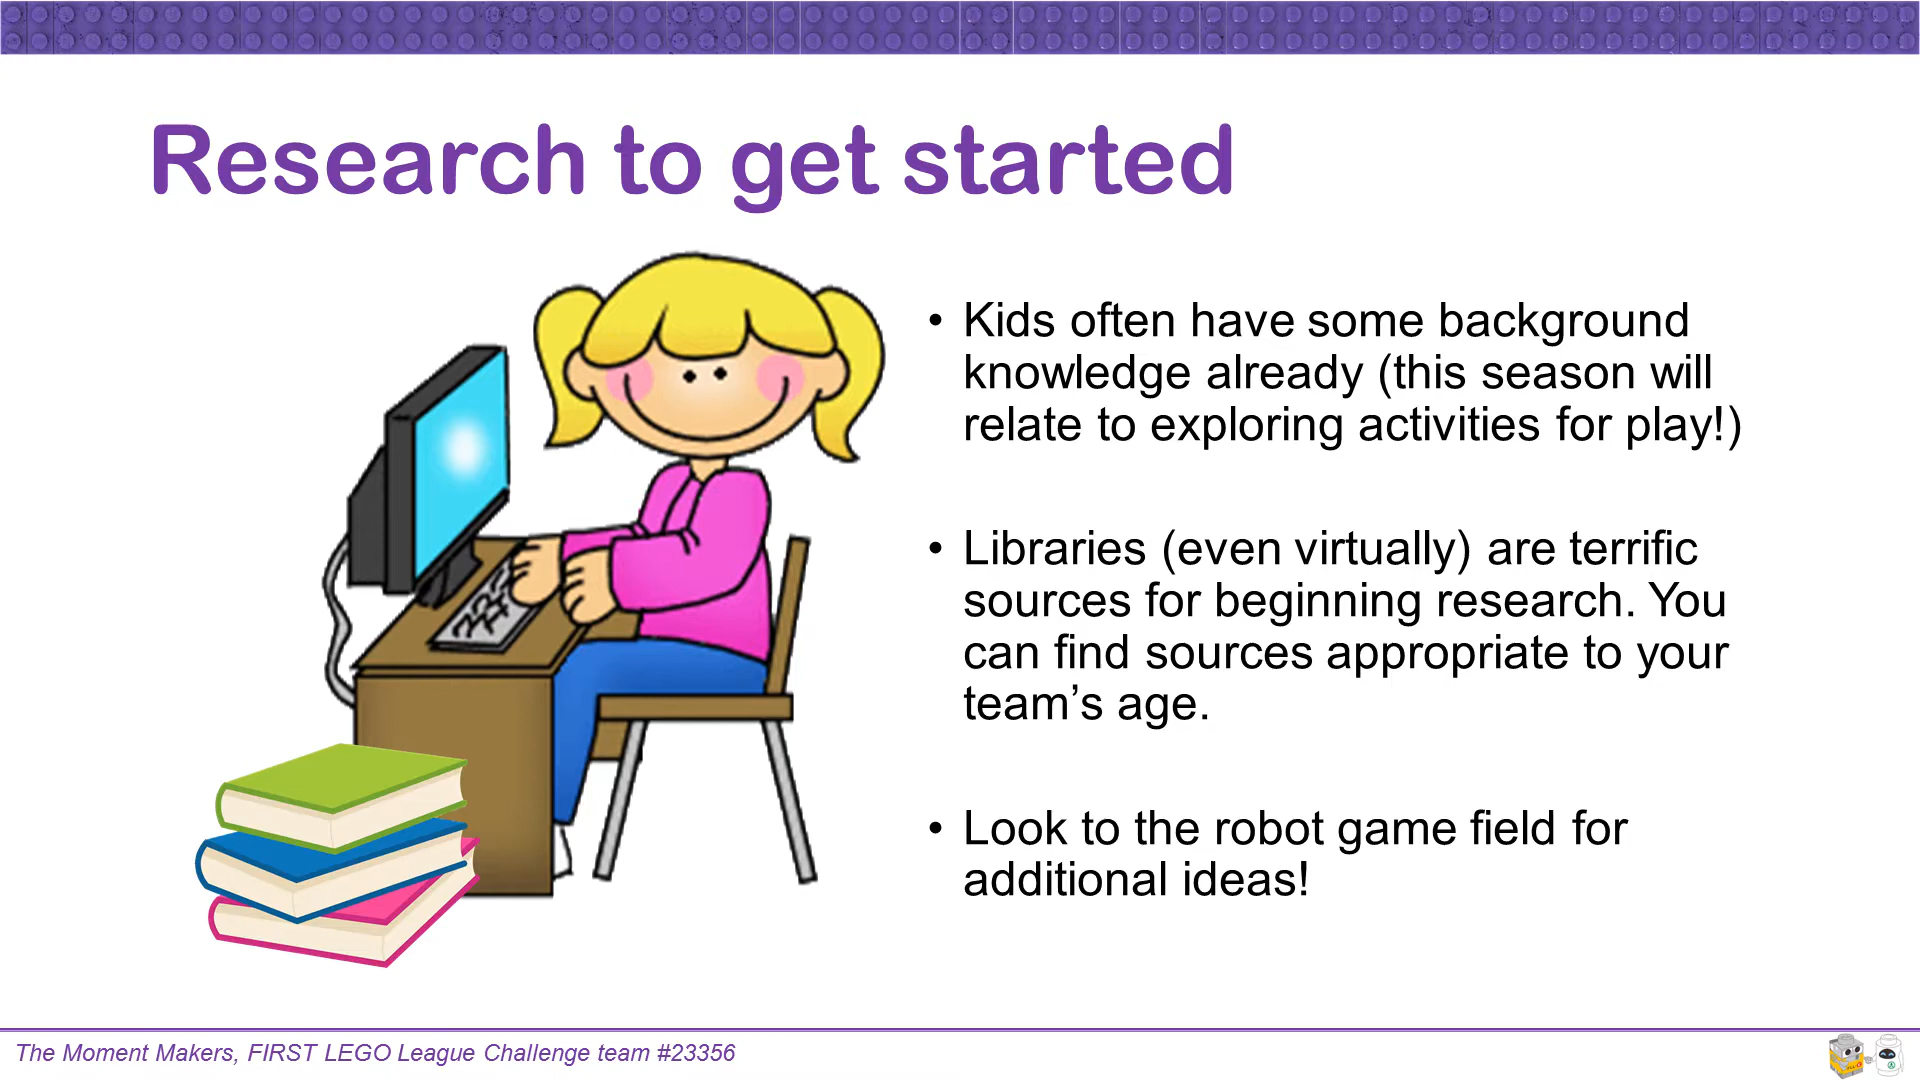 Research to get started
• Kids often have some background
knowledge already (this season will
relate to exploring activities for play!)
• Libraries (even virtually) are terrific
sources for beginning research. You
can find sources appropriate to your
team’s age.
• Look to the robot game field for
additional ideas!
The Moment Makers, FIRST LEGO League Challenge team #23356